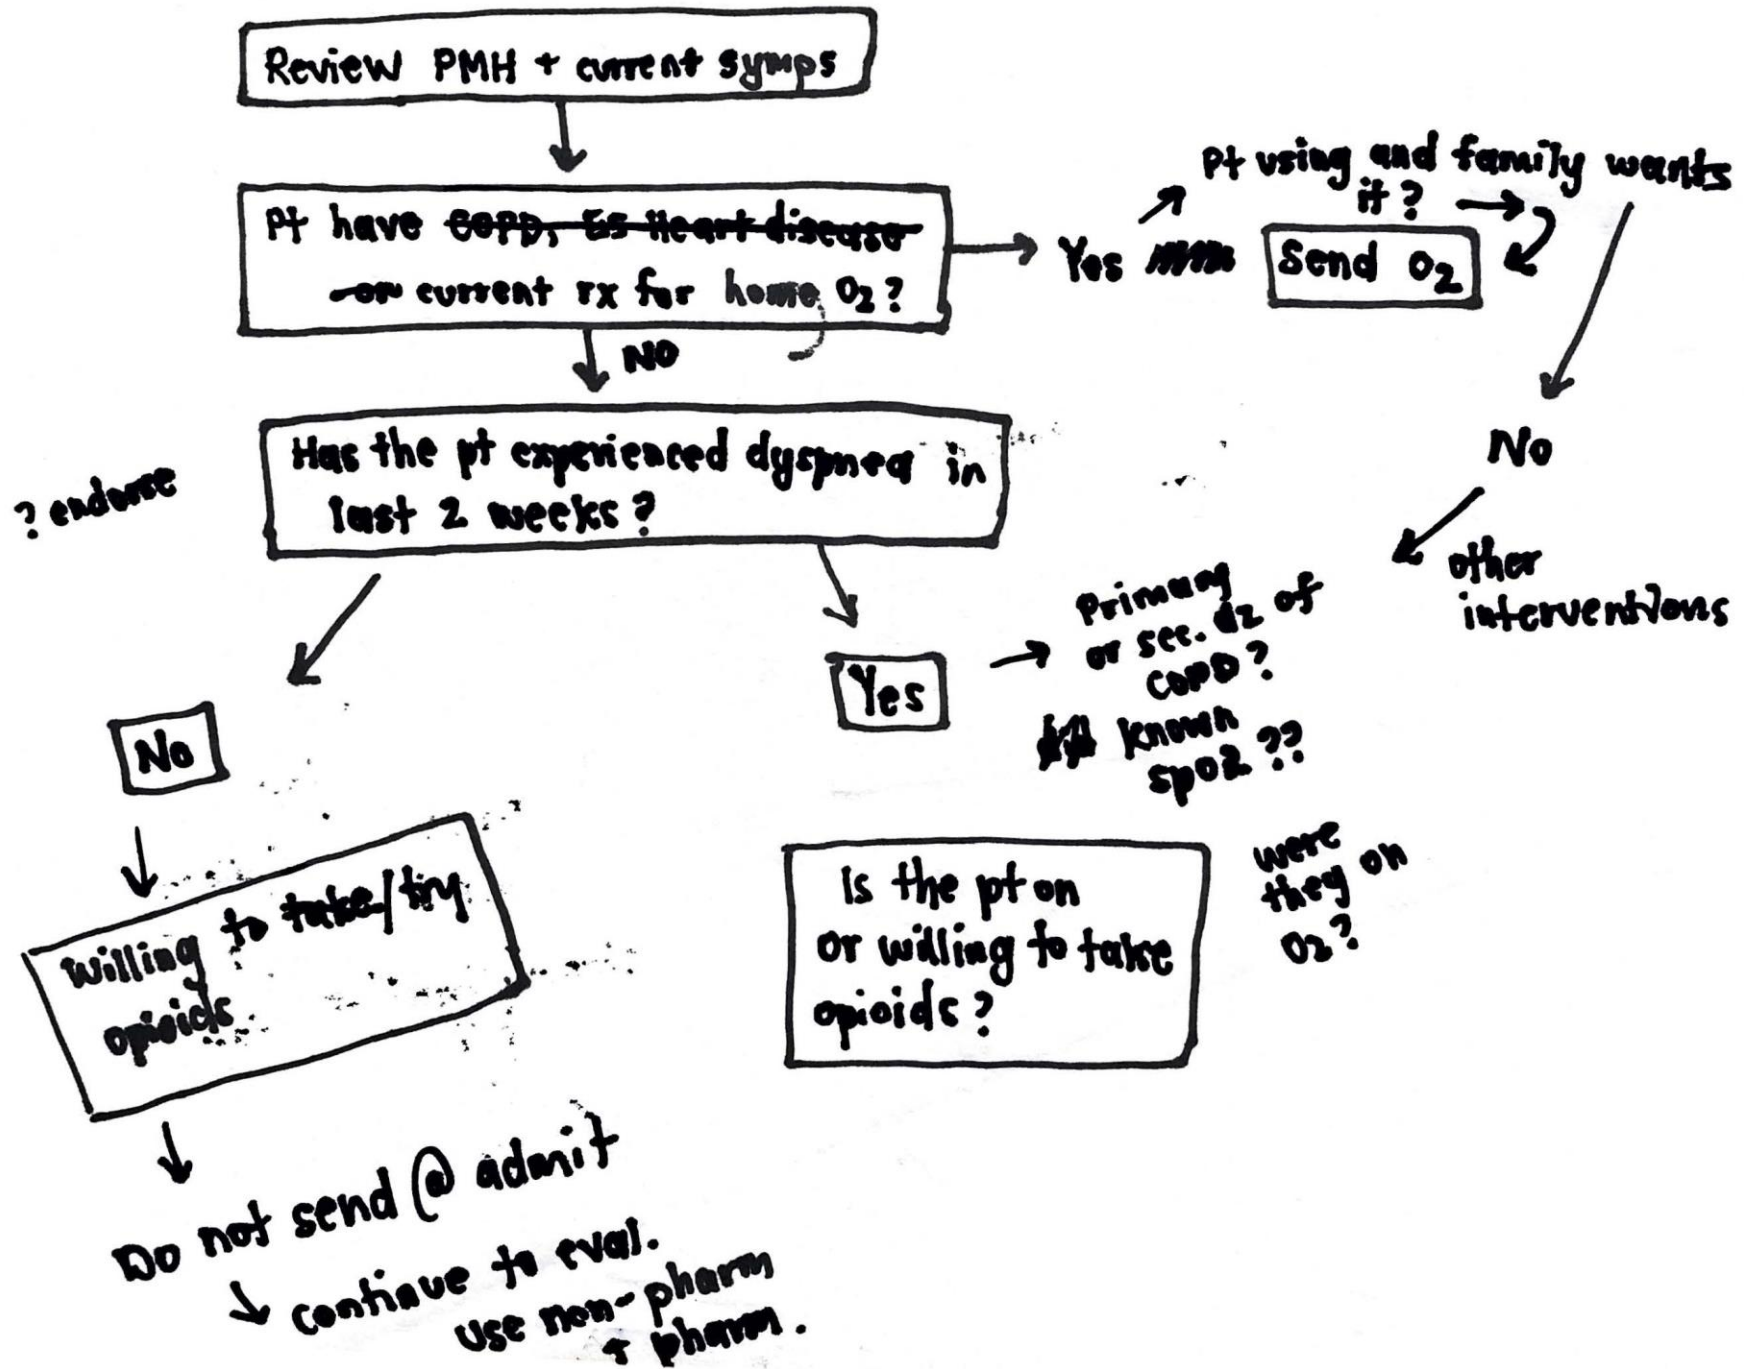 Review PMH + current symps
Pt have COPD, ES Heart disease
or current rx for home O2?
Yes
Pt using and family wants
it?
Send O2
NO
Has the pt experienced dyspnea in
last 2 weeks?
? endorse
No
other
interventions
Yes
Primary
or sec. dz of
COPD?
known
spO2??
No
Willing to take/try
opioids
Is the pt on
or willing to take
opioids?
were
they on
O2?
Do not send @ admit
continue to eval.
use non-pharm
+ pharm.